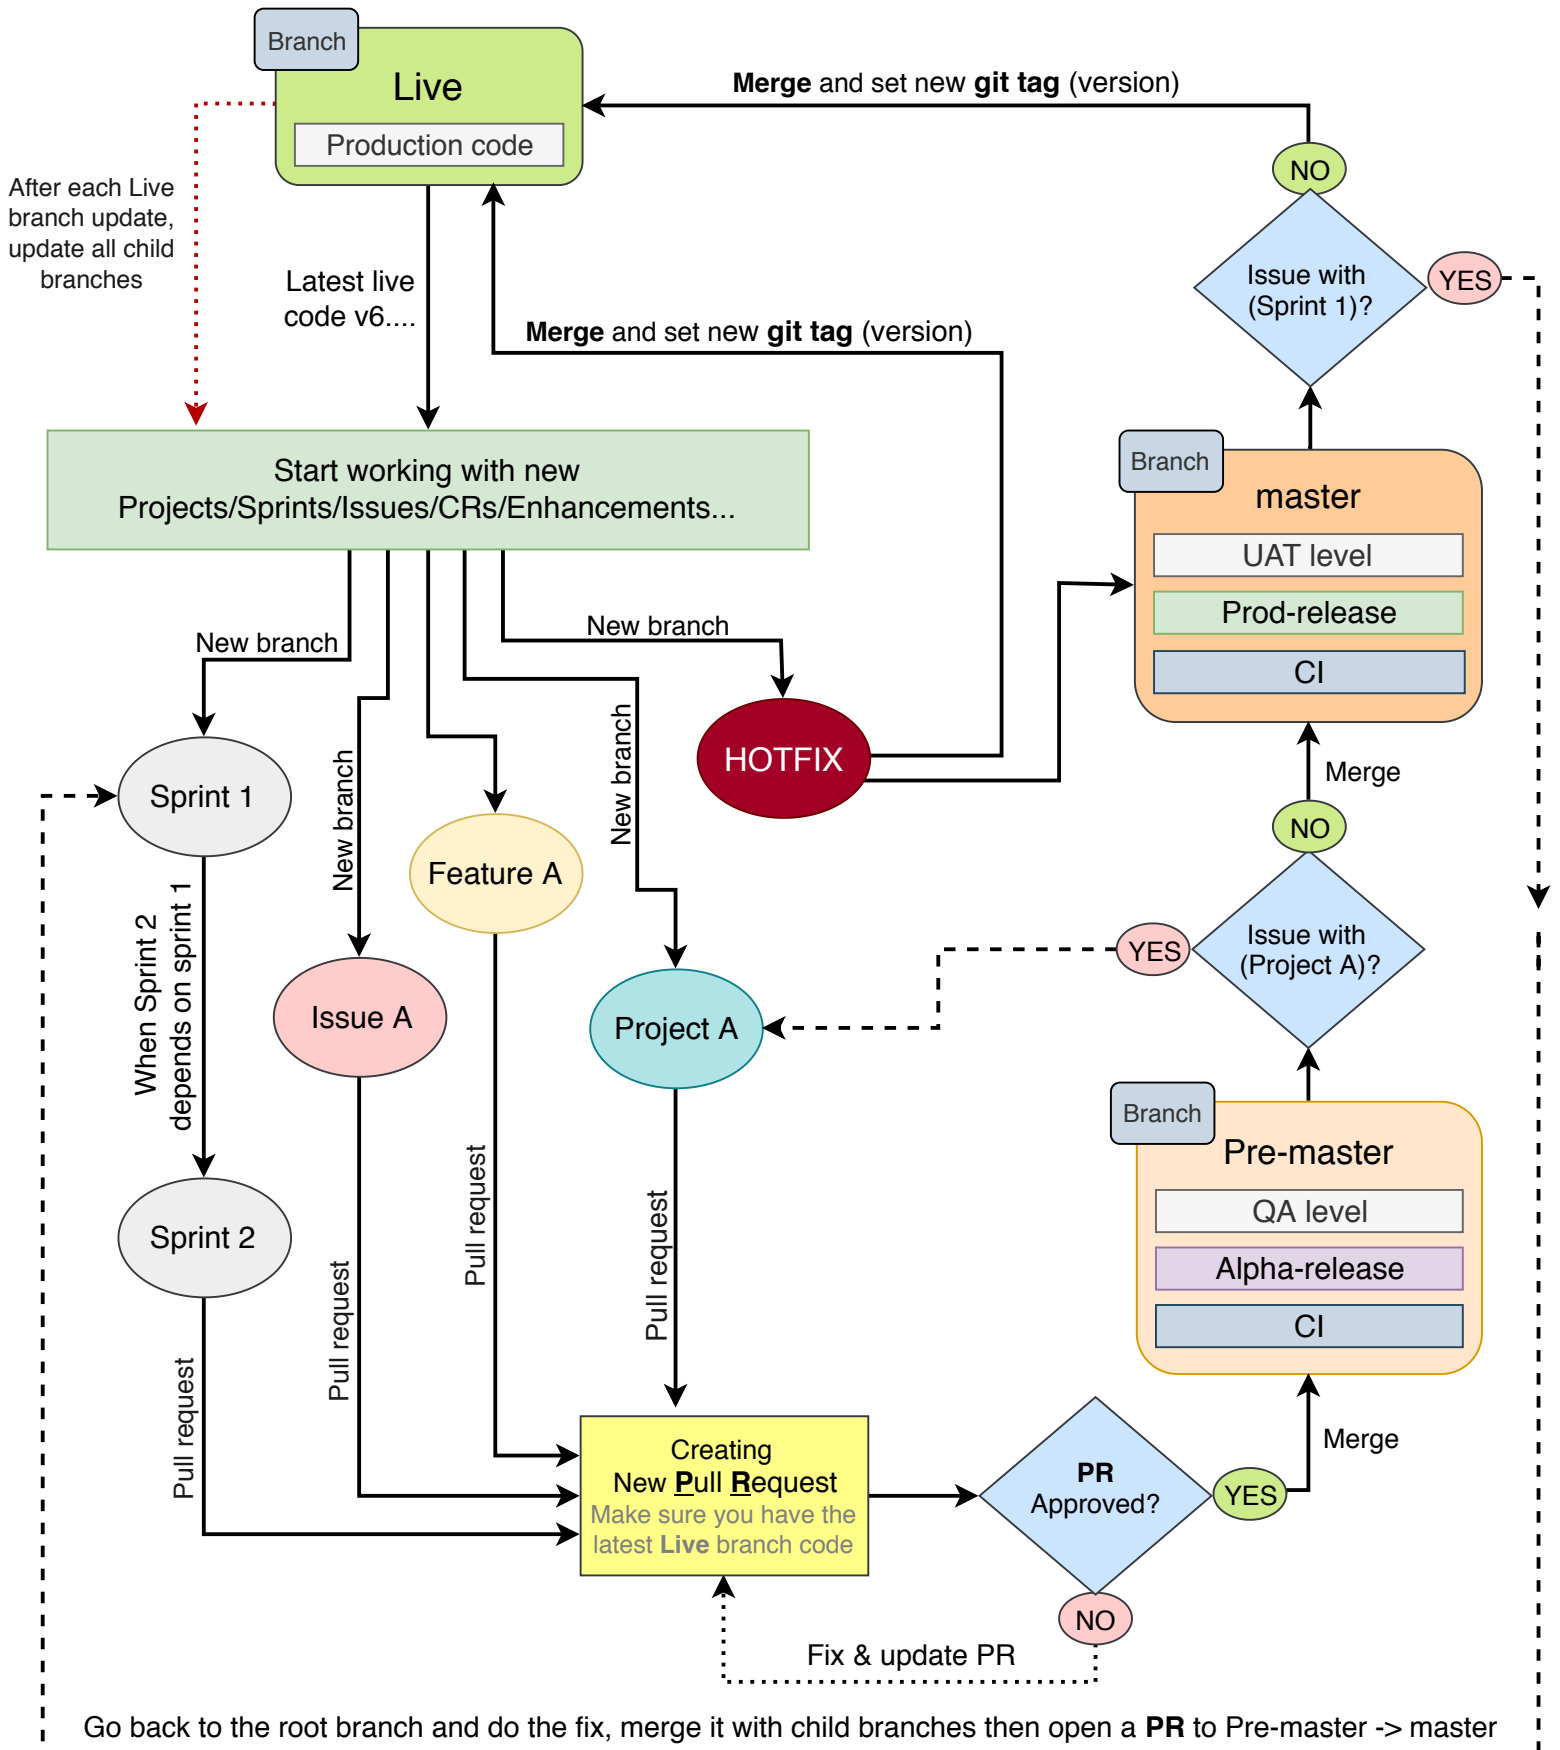 Branch
Live
Production code
Merge and set new git tag (version)
NO
After each Live
branch update,
update all child
branches
Latest live
code v6....
Issue with
(Sprint 1)?
YES
Merge and set new git tag (version)
Start working with new
Projects/Sprints/Issues/CRs/Enhancements...
Branch
master
UAT level
Prod-release
CI
New branch
New branch
New branch
New branch
HOTFIX
Sprint 1
Merge
NO
Feature A
When Sprint 2
depends on sprint 1
Issue with
(Project A)?
YES
Issue A
Project A
Branch
Pre-master
QA level
Alpha-release
CI
Sprint 2
Pull request
Pull request
Pull request
Pull request
Creating
New Pull Request
Make sure you have the
latest Live branch code
PR
Approved?
YES
Merge
NO
Fix & update PR
Go back to the root branch and do the fix, merge it with child branches then open a PR to Pre-master -> master